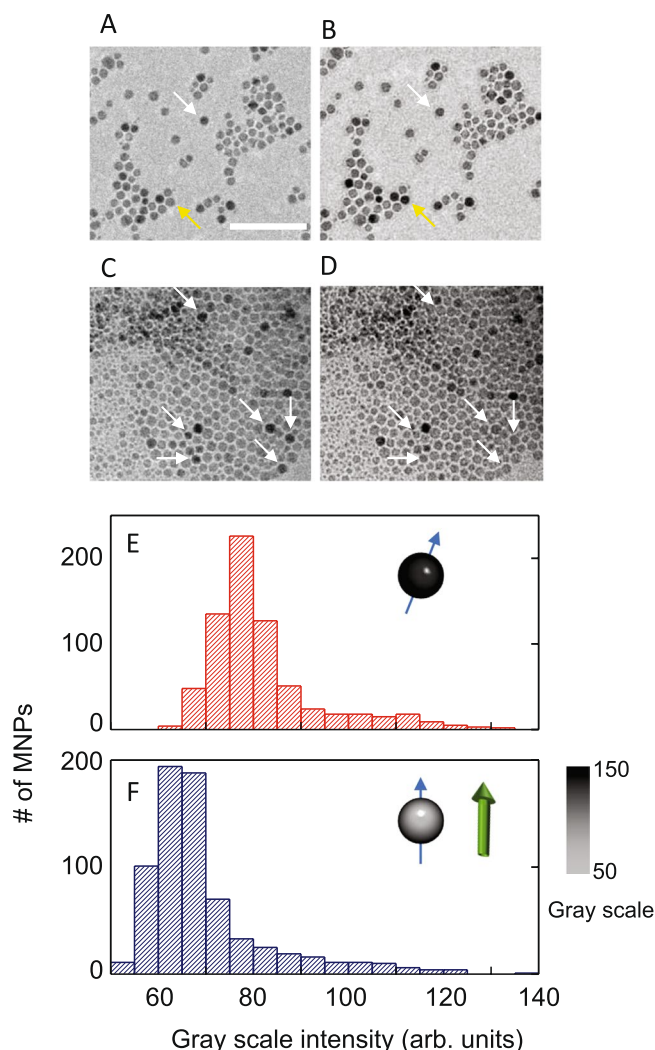 A
B
C
D
E
200
100
0
# of MNPs
F
200
100
0
150
50
Gray scale
60 80 100 120 140
Gray scale intensity (arb. units)